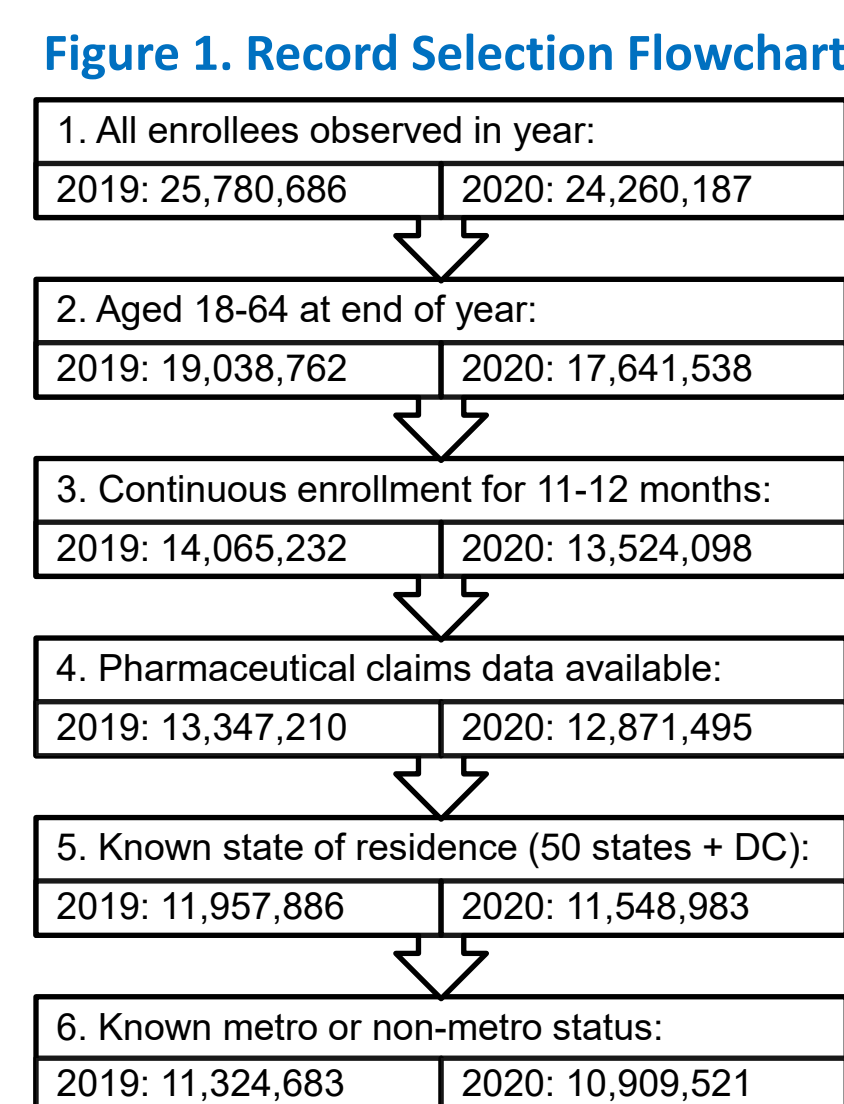 Figure 1. Record Selection Flowchart
1. All enrollees observed in year:
2019: 25,780,686 2020: 24,260,187
2. Aged 18-64 at end of year:
2019: 19,038,762 2020: 17,641,538
3. Continuous enrollment for 11-12 months:
2019: 14,065,232 2020: 13,524,098
4. Pharmaceutical claims data available:
2019: 13,347,210 2020: 12,871,495
5. Known state of residence (50 states + DC):
2019: 11,957,886 2020: 11,548,983
6. Known metro or non-metro status:
2019: 11,324,683 2020: 10,909,521